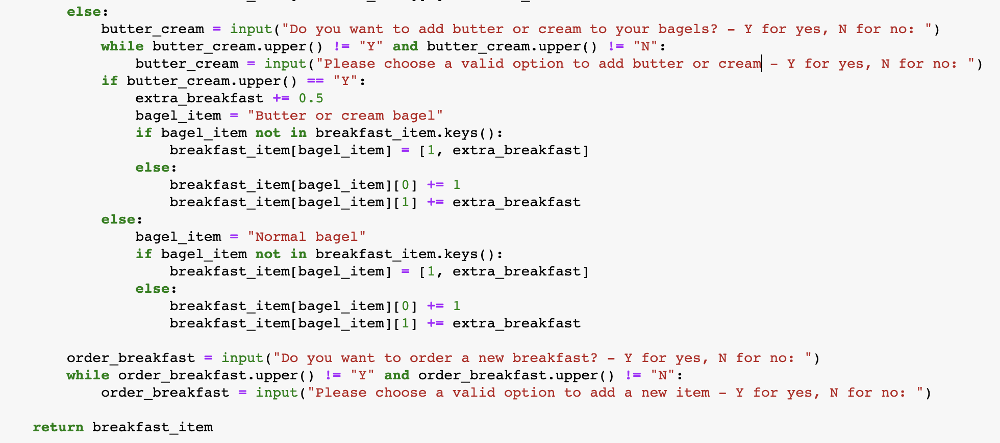 else:
butter_cream = input("Do you want to add butter or cream to your bagels? - Y for yes, N for no: ")
while butter_cream.upper() != "Y" and butter_cream.upper() != "N":
butter_cream = input("Please choose a valid option to add butter or cream - Y for yes, N for no: ")
if butter_cream.upper() == "Y":
extra_breakfast += 0.5
bagel_item = "Butter or cream bagel"
if bagel_item not in breakfast_item.keys():
breakfast_item[bagel_item] = [1, extra_breakfast]
else:
breakfast_item[bagel_item][0] += 1
breakfast_item[bagel_item][1] += extra_breakfast
else:
bagel_item = "Normal bagel"
if bagel_item not in breakfast_item.keys():
breakfast_item[bagel_item] = [1, extra_breakfast]
else:
breakfast_item[bagel_item][0] += 1
breakfast_item[bagel_item][1] += extra_breakfast
order_breakfast = input("Do you want to order a new breakfast? - Y for yes, N for no: ")
while order_breakfast.upper() != "Y" and order_breakfast.upper() != "N":
order_breakfast = input("Please choose a valid option to add a new item - Y for yes, N for no: ")
return breakfast_item